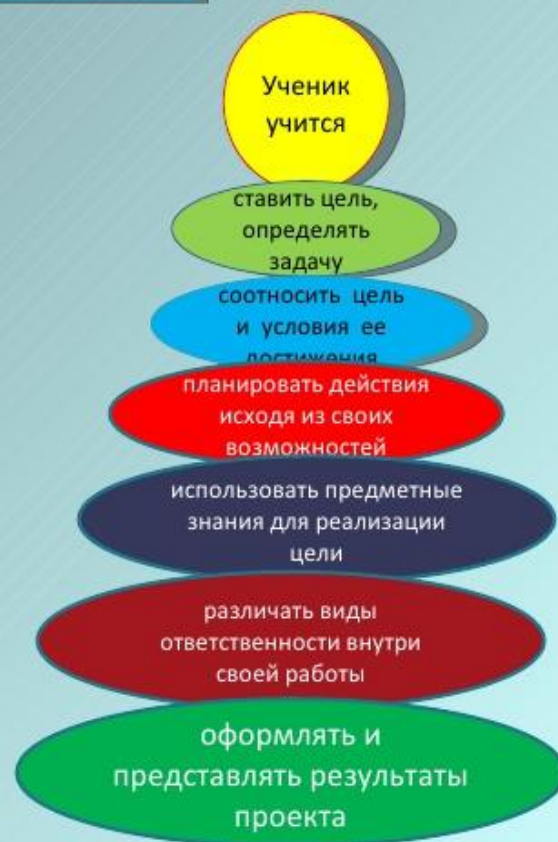 Ученик
учится
ставить цель,
определять
задачу
соотносить цель
и условия ее
достижения
планировать действия
исходя из своих
возможностей
использовать предметные
знания для реализации
цели
различать виды
ответственности внутри
своей работы
оформлять и
представлять результаты
проекта